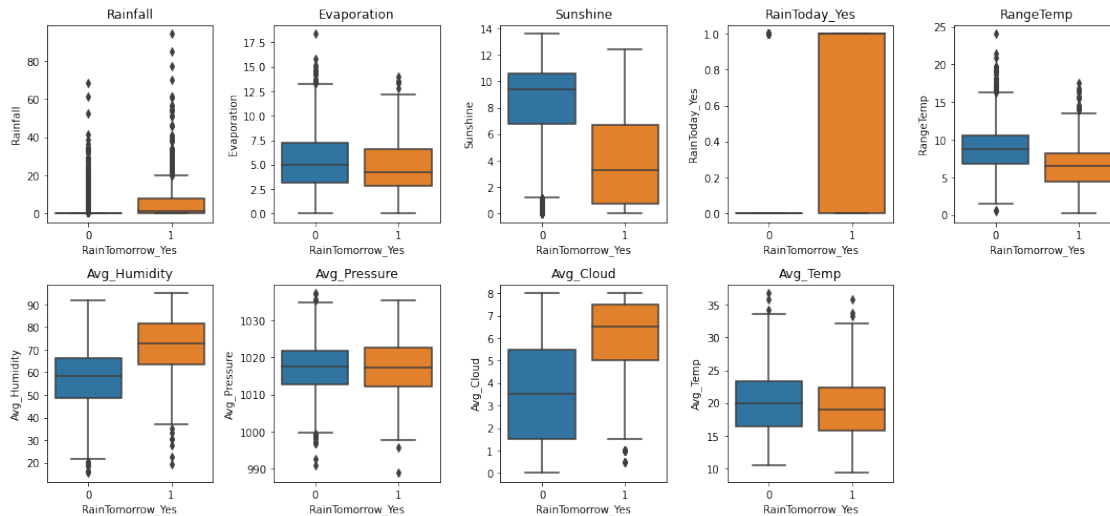 Rainfall
Evaporation
Sunshine
RainToday_Yes
RangeTemp
Rainfall
80
60
40
20
0
0 1
RainTomorrow_Yes
Evaporation
17.5
15.0
12.5
10.0
7.5
5.0
2.5
0.0
0 1
RainTomorrow_Yes
Sunshine
14
12
10
8
6
4
2
0
0 1
RainTomorrow_Yes
RainToday_Yes
1.0
0.8
0.6
0.4
0.2
0.0
0 1
RainTomorrow_Yes
RangeTemp
25
20
15
10
5
0
0 1
RainTomorrow_Yes
Avg_Humidity
Avg_Pressure
Avg_Cloud
Avg_Temp
Avg_Humidity
90
80
70
60
50
40
30
20
0 1
RainTomorrow_Yes
Avg_Pressure
1030
1020
1010
1000
990
0 1
RainTomorrow_Yes
Avg_Cloud
8
7
6
5
4
3
2
1
0
0 1
RainTomorrow_Yes
Avg_Temp
35
30
25
20
15
10
0 1
RainTomorrow_Yes